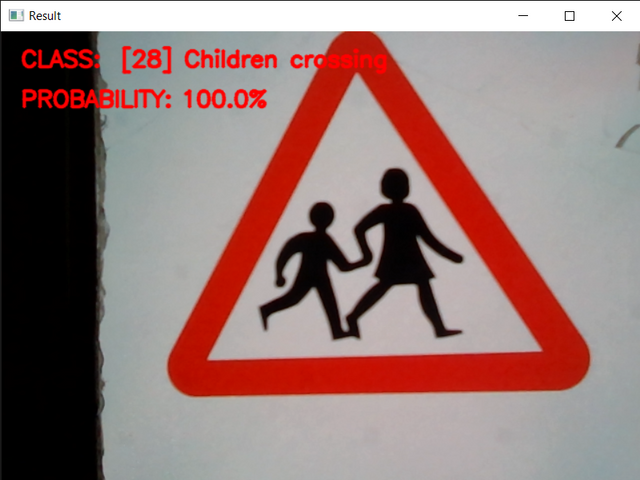 Result
CLASS: [28] Children crossing
PROBABILITY: 100.0%